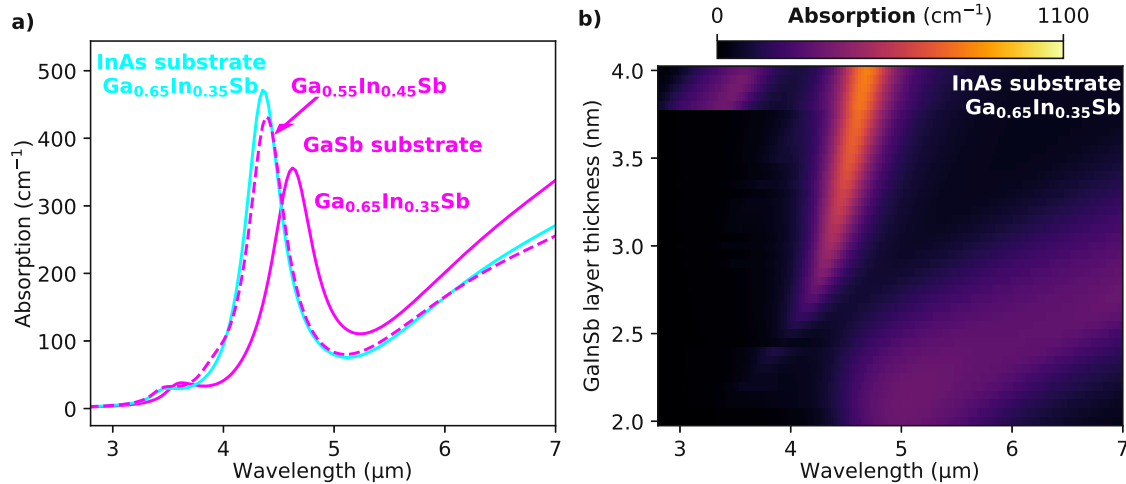 a)
InAs substrate
Ga₀.₆₅In₀.₃₅Sb
Ga₀.₅₅In₀.₄₅Sb
GaSb substrate
Ga₀.₆₅In₀.₃₅Sb
500
400
300
200
100
0
Absorption (cm⁻¹)
3 4 5 6 7
Wavelength (μm)
b)
0 Absorption (cm⁻¹) 1100
InAs substrate
Ga₀.₆₅In₀.₃₅Sb
4.0
3.5
3.0
2.5
2.0
GaInSb layer thickness (nm)
3 4 5 6 7
Wavelength (μm)